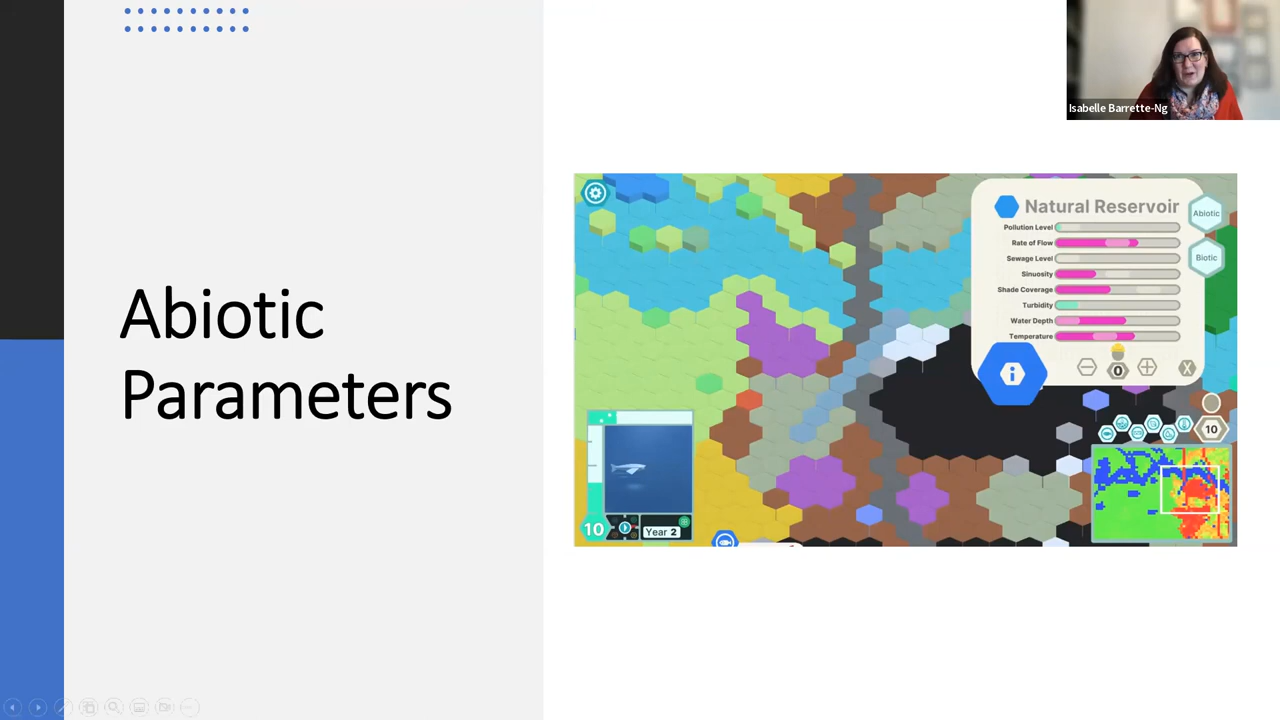 Abiotic
Parameters
Isabelle Barrette-Ng
Natural Reservoir
Pollution Level
Rate of Flow
Sewage Level
Sinuosity
Shade Coverage
Turbidity
Water Depth
Temperature
Abiotic
Biotic
0
X
i
10
10
Year 2